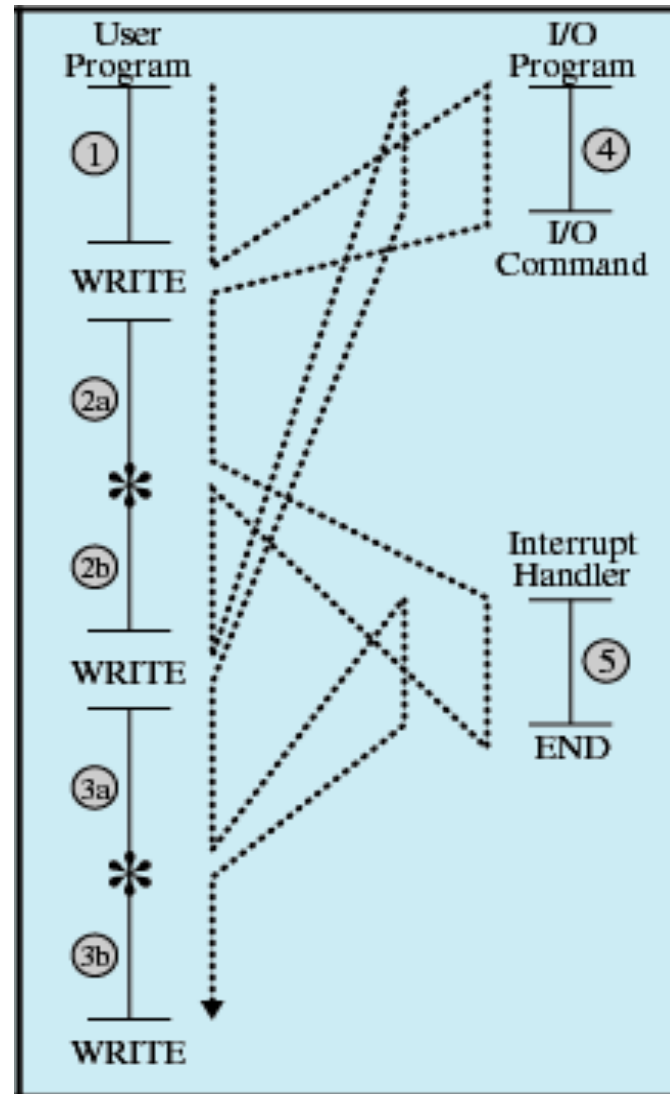 User
Program
1
WRITE
2a
2b
WRITE
3a
3b
WRITE
I/O
Program
4
I/O
Command
Interrupt
Handler
5
END